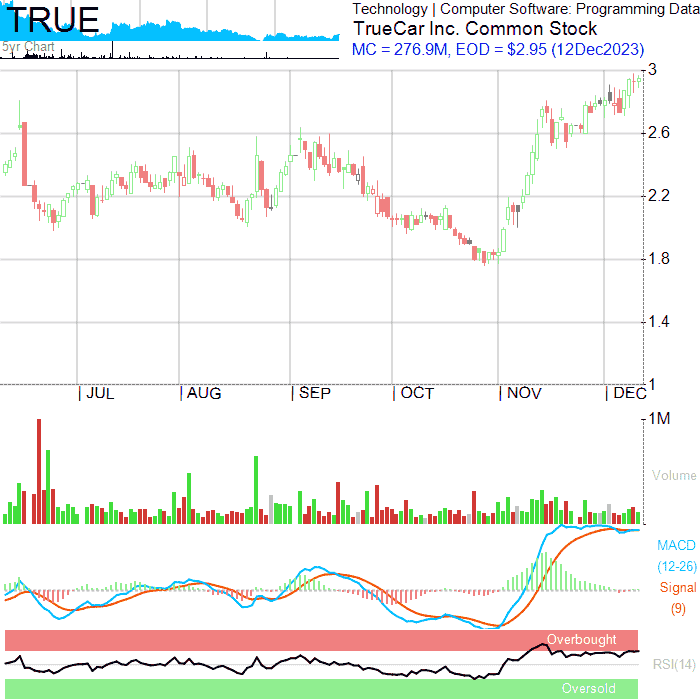 TRUE
5yr Chart
Technology | Computer Software: Programming Data
TrueCar Inc. Common Stock
MC = 276.9M, EOD = $2.95 (12Dec2023)
3
2.6
2.2
1.8
1.4
1
JUL
AUG
SEP
OCT
NOV
DEC
1M
Volume
MACD
(12-26)
Signal
(9)
Overbought
RSI(14)
Oversold